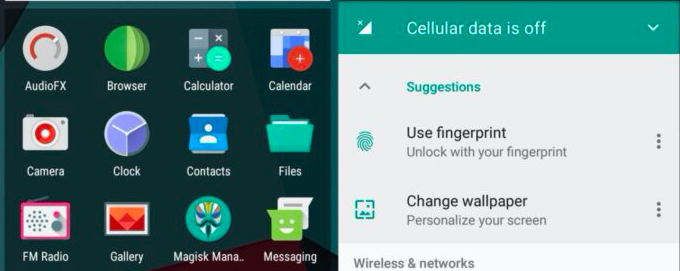 AudioFX
Browser
Calculator
Calendar
Camera
Clock
Contacts
Files
FM Radio
Gallery
Magisk Mana..
Messaging
Cellular data is off
Suggestions
Use fingerprint
Unlock with your fingerprint
Change wallpaper
Personalize your screen
Wireless & networks